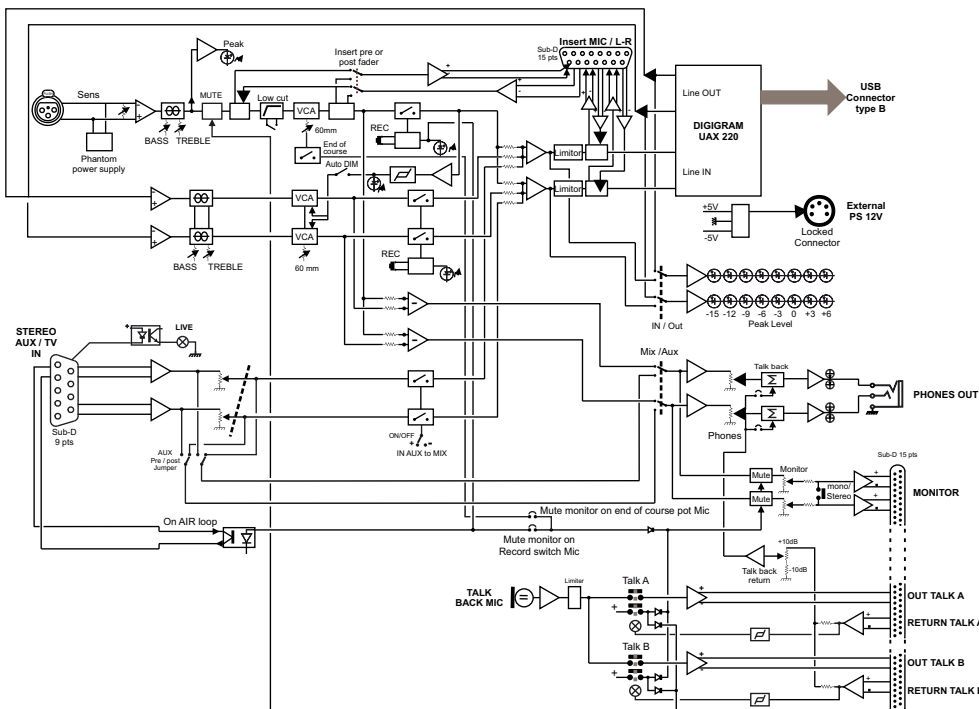 Insert MIC / L-R
Sub-D
15 pts
Peak
Insert pre or
post
fader
Sens
MUTE
Low cut
VCA
60mm
End of
course
REC
BASS TREBLE
Phantom
power supply
Auto DIM
Limitor
Limitor
Line OUT
DIGIGRAM
UAX 220
Line IN
USB
Connector
type B
+5V
-5V
External
PS 12V
Locked
Connector
VCA
VCA
BASS TREBLE
60 mm
REC
IN / Out
-15 -12 -9 -6 -3 0 +3 +6
Peak Level
STEREO
AUX / TV
IN
LIVE
Sub-D
9 pts
AUX
Pre / post
Jumper
ON/OFF
IN AUX to MIX
Mix /Aux
Talk back
Σ
Σ
Phones
PHONES OUT
Sub-D 15 pts
Mute
Mute
Monitor
mono/
Stereo
MONITOR
On AIR loop
Mute monitor on end of course pot Mic
Mute monitor on
Record switch Mic
+10dB
-10dB
Talk back
return
TALK
BACK MIC
Limiter
Talk A
OUT TALK A
RETURN TALK A
Talk B
OUT TALK B
RETURN TALK